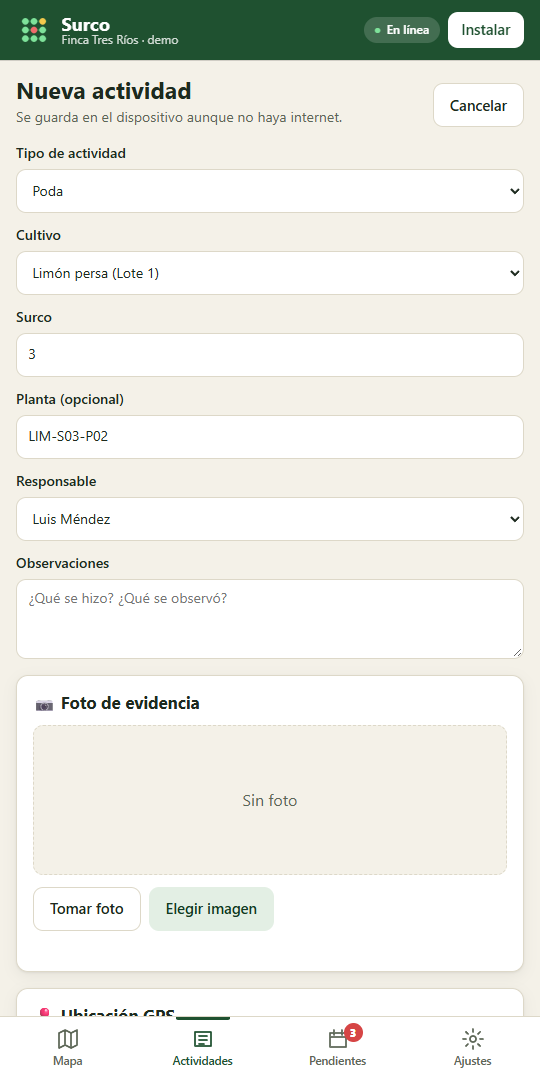 Surco
Finca Tres Ríos · demo
En línea
Instalar
Nueva actividad
Se guarda en el dispositivo aunque no haya internet.
Cancelar
Tipo de actividad
Poda
Cultivo
Limón persa (Lote 1)
Surco
3
Planta (opcional)
LIM-S03-P02
Responsable
Luis Méndez
Observaciones
¿Qué se hizo? ¿Qué se observó?
Foto de evidencia
Sin foto
Tomar foto
Elegir imagen
Ubicación GPS
Mapa
Actividades
3
Pendientes
Ajustes